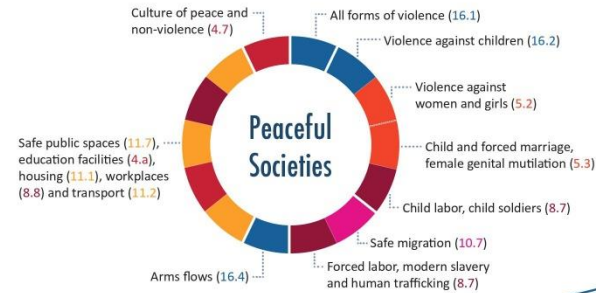 Culture of peace and
non-violence (4.7)
All forms of violence (16.1)
Violence against children (16.2)
Violence against
women and girls (5.2)
Child and forced marriage,
female genital mutilation (5.3)
Child labor, child soldiers (8.7)
Safe migration (10.7)
Forced labor, modern slavery
and human trafficking (8.7)
Arms flows (16.4)
Safe public spaces (11.7),
education facilities (4.a),
housing (11.1), workplaces
(8.8) and transport (11.2)
Peaceful
Societies